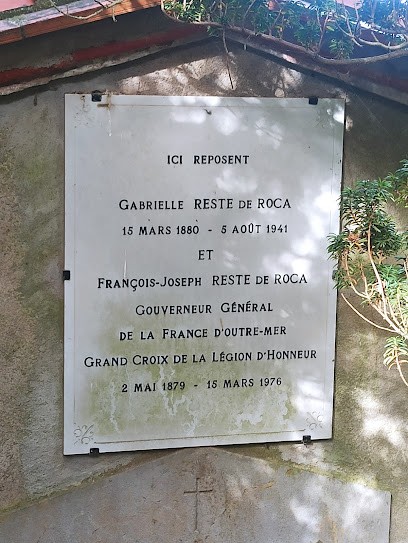 ICI REPOSENT
GABRIELLE RESTE DE ROCA
15 MARS 1880 - 5 AOÛT 1941
ET
FRANÇOIS-JOSEPH RESTE DE ROCA
GOUVERNEUR GÉNÉRAL
DE LA FRANCE D'OUTRE-MER
GRAND CROIX DE LA LÉGION D'HONNEUR
2 MAI 1879 - 15 MARS 1976